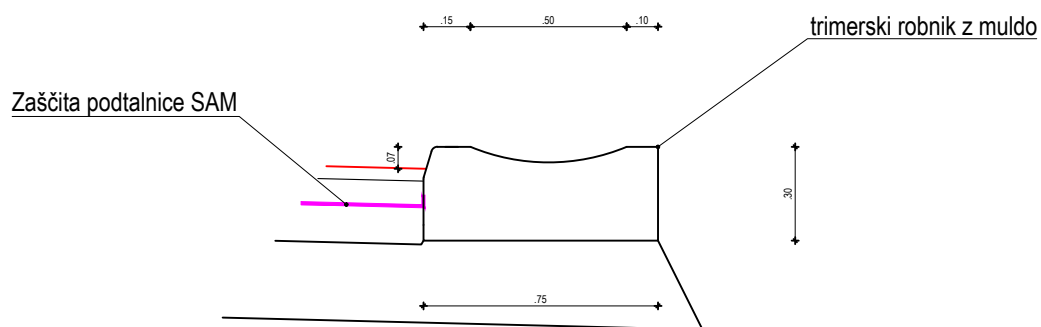 .15 .50 .10
trimerski robnik z muldo
Zaščita podtalnice SAM
.07
.30
.75